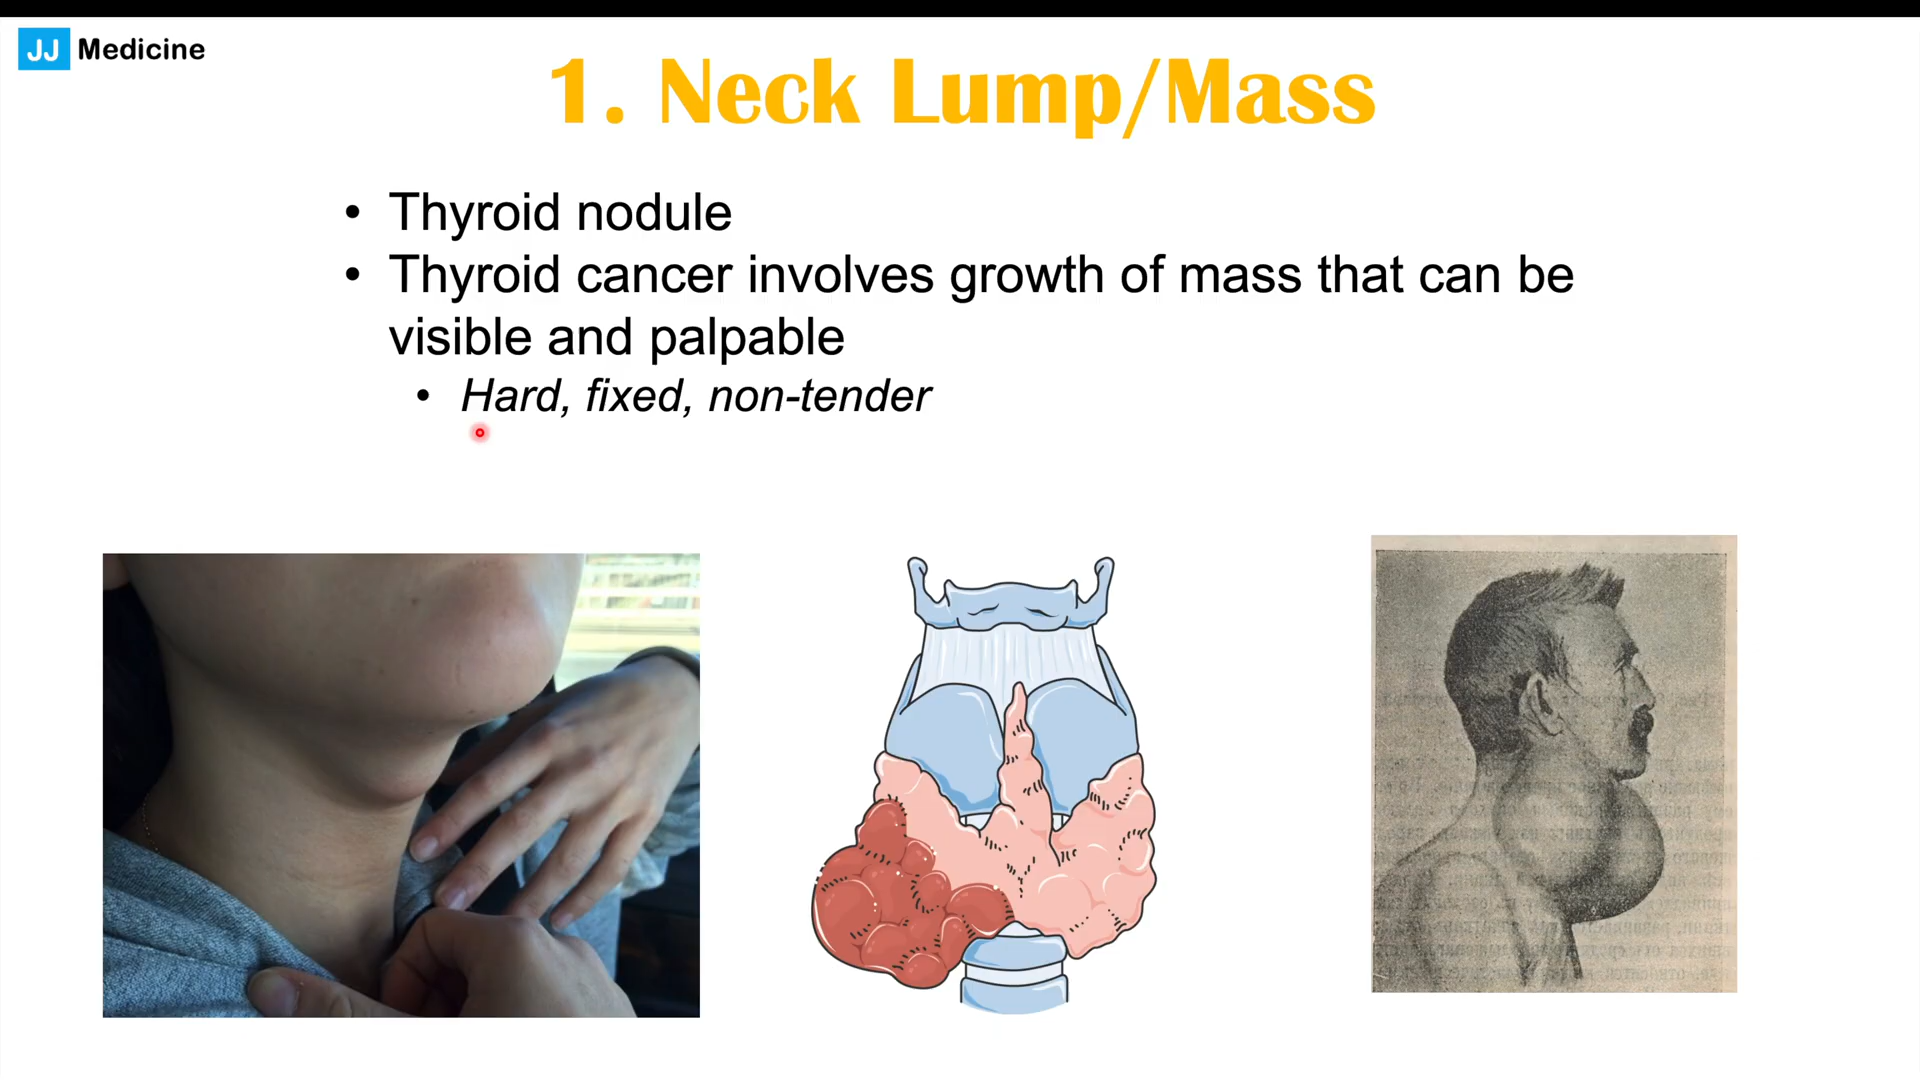 JJ Medicine
1. Neck Lump/Mass
• Thyroid nodule
• Thyroid cancer involves growth of mass that can be
visible and palpable
• Hard, fixed, non-tender